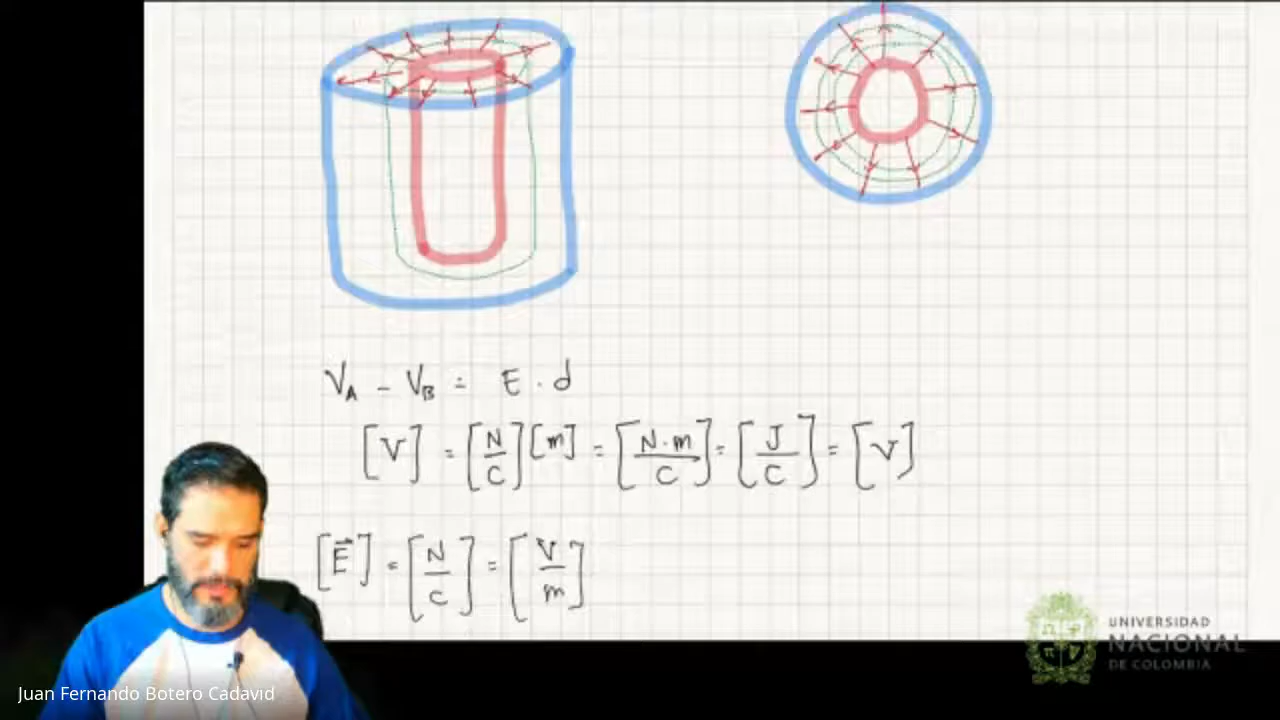 V_A - V_B = E . d
[V] = [N/C] [m] = [N.m/C] = [J/C] = [V]
[E⃗] = [N/C] = [V/m]
UNIVERSIDAD
NACIONAL
DE COLOMBIA
Juan Fernando Botero Cadavid